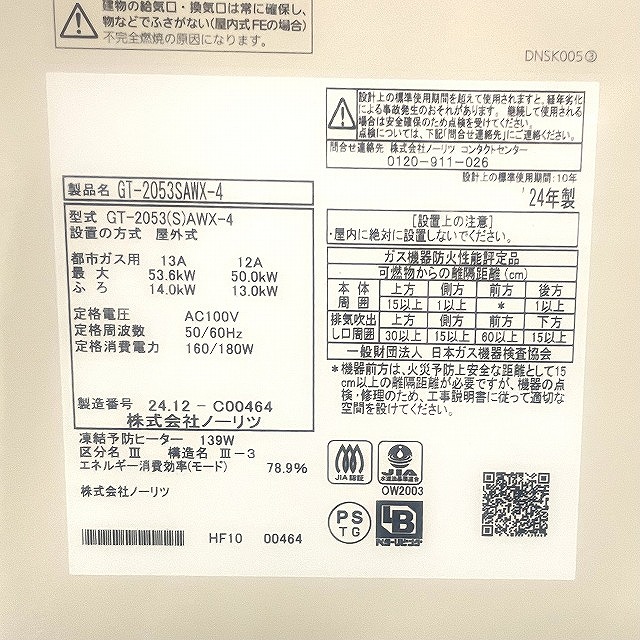 建物の給気口・換気口は常に確保し、
物などでふさがない(屋内式FEの場合)
不完全燃焼の原因になります。
DNSK005③
設計上の標準使用期間を超えて使用されますと、経年劣化
による事故発生のおそれがあります。 継続して使用される
場合は安全確保のため点検を受けてください。
点検については、下記「問合せ連絡先」にご連絡ください。
問合せ連絡先 株式会社ノーリツ コンタクトセンター
0120-911-026
設計上の標準使用期間:10年
'24年製
製品名 GT-2053SAWX-4
型式 GT-2053(S)AWX-4
設置の方式 屋外式
都市ガス用 13A 12A
最大 53.6kW 50.0kW
ふろ 14.0kW 13.0kW
定格電圧 AC100V
定格周波数 50/60Hz
定格消費電力 160/180W
製造番号 24.12 - C00464
株式会社ノーリツ
凍結予防ヒーター 139W
区分名 Ⅲ 構造名 Ⅲ-3
エネルギー消費効率(モード) 78.9%
株式会社ノーリツ
HF10 00464
[設置上の注意]
・屋内に絶対に設置しないでください。
ガス機器防火性能評定品
可燃物からの離隔距離(cm)
本体周囲 上方 側方 前方 後方
15以上 1以上 * 1以上
排気吹出し口周囲 上方 側方 前方 下方
30以上 15以上 60以上 15以上
一般財団法人 日本ガス機器検査協会
*機器前方は、火災予防上安全な距離として15
cm以上の離隔距離が必要ですが、機器の点
検・修理のため、工事説明書に従って適切な
空間を設けてください。
JIA認証
JIA
OW2003
PS
TG
LB